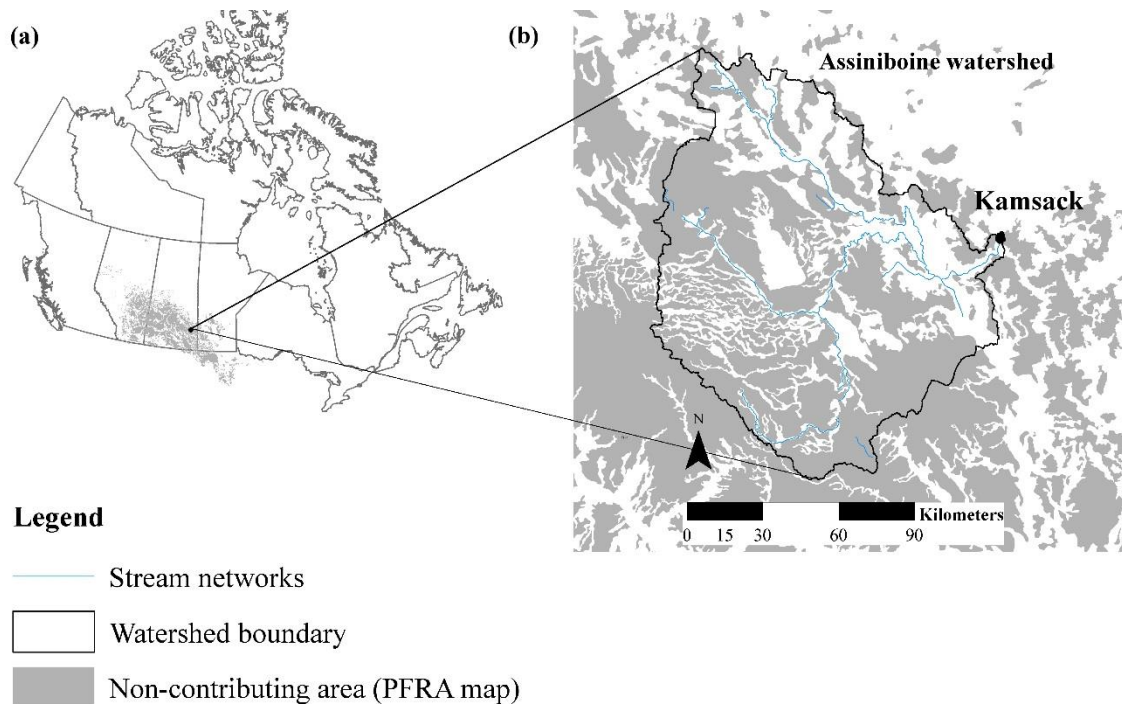 (a)
(b)
Assiniboine watershed
Kamsack
N
Kilometers
0 15 30 60 90
Legend
Stream networks
Watershed boundary
Non-contributing area (PFRA map)